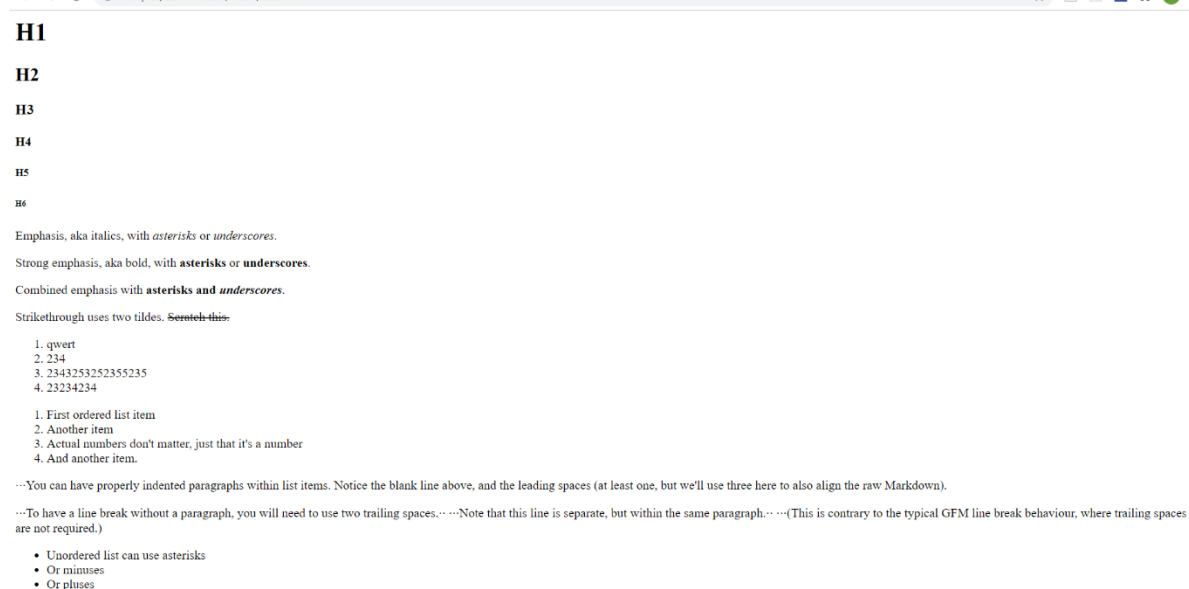 H1
H2
H3
H4
H5
H6
Emphasis, aka italics, with asterisks or underscores.
Strong emphasis, aka bold, with asterisks or underscores.
Combined emphasis with asterisks and underscores.
Strikethrough uses two tildes. Scratch this.
1. qwert
2. 234
3. 2343253252355235
4. 23234234
1. First ordered list item
2. Another item
3. Actual numbers don't matter, just that it's a number
4. And another item.
···You can have properly indented paragraphs within list items. Notice the blank line above, and the leading spaces (at least one, but we'll use three here to also align the raw Markdown).
···To have a line break without a paragraph, you will need to use two trailing spaces.·· ···Note that this line is separate, but within the same paragraph.·· ···(This is contrary to the typical GFM line break behaviour, where trailing spaces
are not required.)
• Unordered list can use asterisks
• Or minuses
• Or pluses